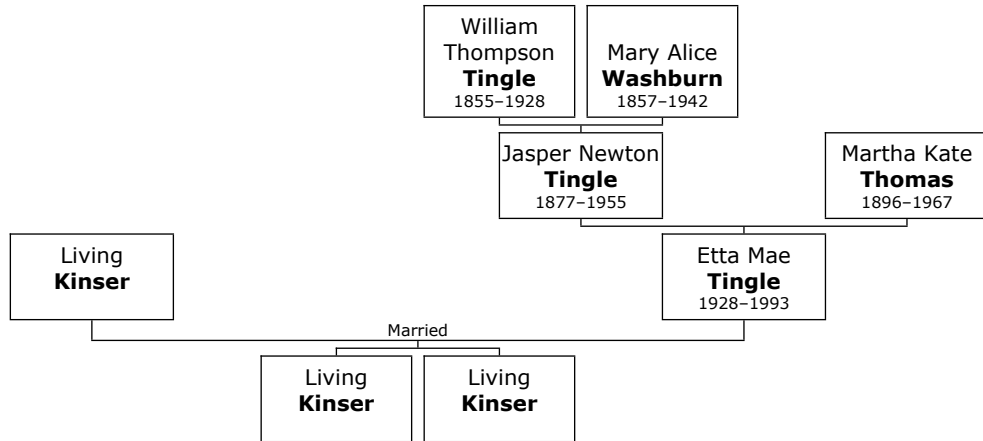 William
Thompson
Tingle
1855–1928
Mary Alice
Washburn
1857–1942
Jasper Newton
Tingle
1877–1955
Martha Kate
Thomas
1896–1967
Living
Kinser
Etta Mae
Tingle
1928–1993
Married
Living
Kinser
Living
Kinser